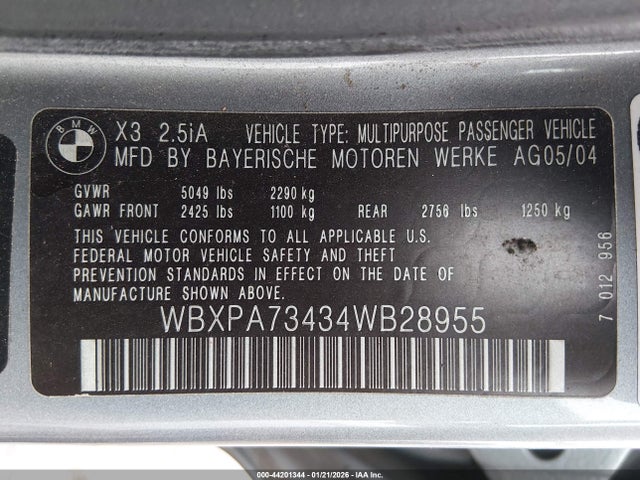 BMW
X3 2.5iA VEHICLE TYPE: MULTIPURPOSE PASSENGER VEHICLE
MFD BY BAYERISCHE MOTOREN WERKE AG05/04
GVWR 5049 lbs 2290 kg
GAWR FRONT 2425 lbs 1100 kg REAR 2756 lbs 1250 kg
THIS VEHICLE CONFORMS TO ALL APPLICABLE U.S.
FEDERAL MOTOR VEHICLE SAFETY AND THEFT
PREVENTION STANDARDS IN EFFECT ON THE DATE OF
MANUFACTURE SHOWN ABOVE.
WBXPA73434WB28955
7 012 956
000-44201344 | 01/21/2026 - IAA Inc.